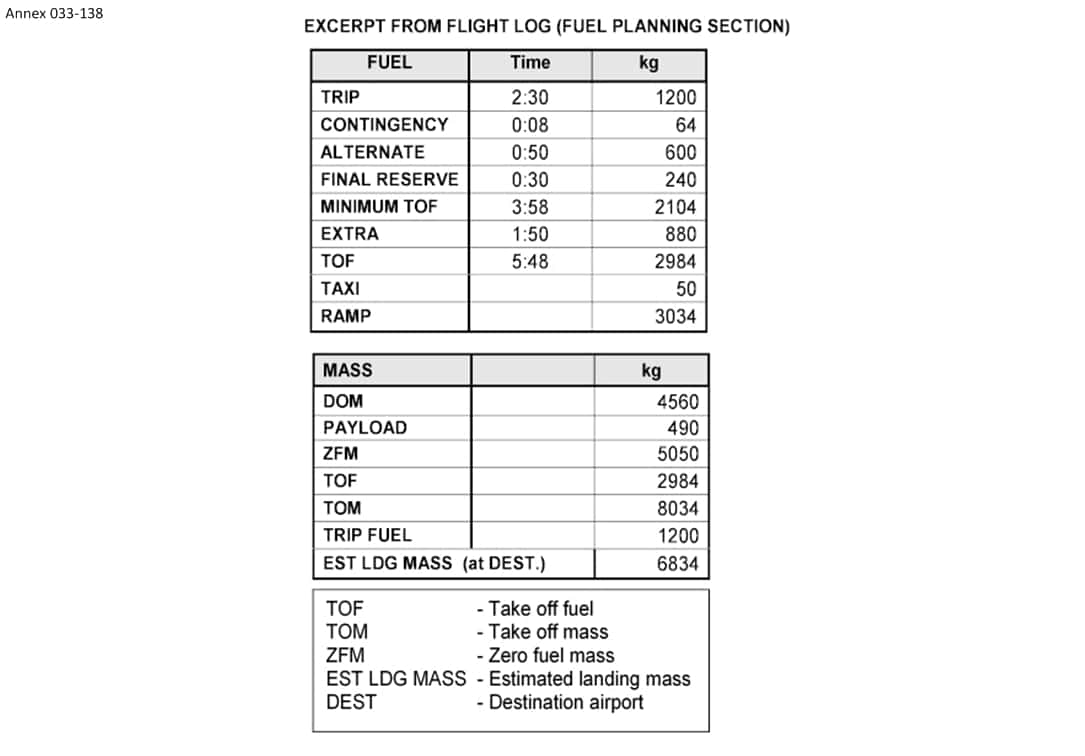 Annex 033-138
EXCERPT FROM FLIGHT LOG (FUEL PLANNING SECTION)
FUEL Time kg
TRIP 2:30 1200
CONTINGENCY 0:08 64
ALTERNATE 0:50 600
FINAL RESERVE 0:30 240
MINIMUM TOF 3:58 2104
EXTRA 1:50 880
TOF 5:48 2984
TAXI 50
RAMP 3034
MASS kg
DOM 4560
PAYLOAD 490
ZFM 5050
TOF 2984
TOM 8034
TRIP FUEL 1200
EST LDG MASS (at DEST.) 6834
TOF - Take off fuel
TOM - Take off mass
ZFM - Zero fuel mass
EST LDG MASS - Estimated landing mass
DEST - Destination airport